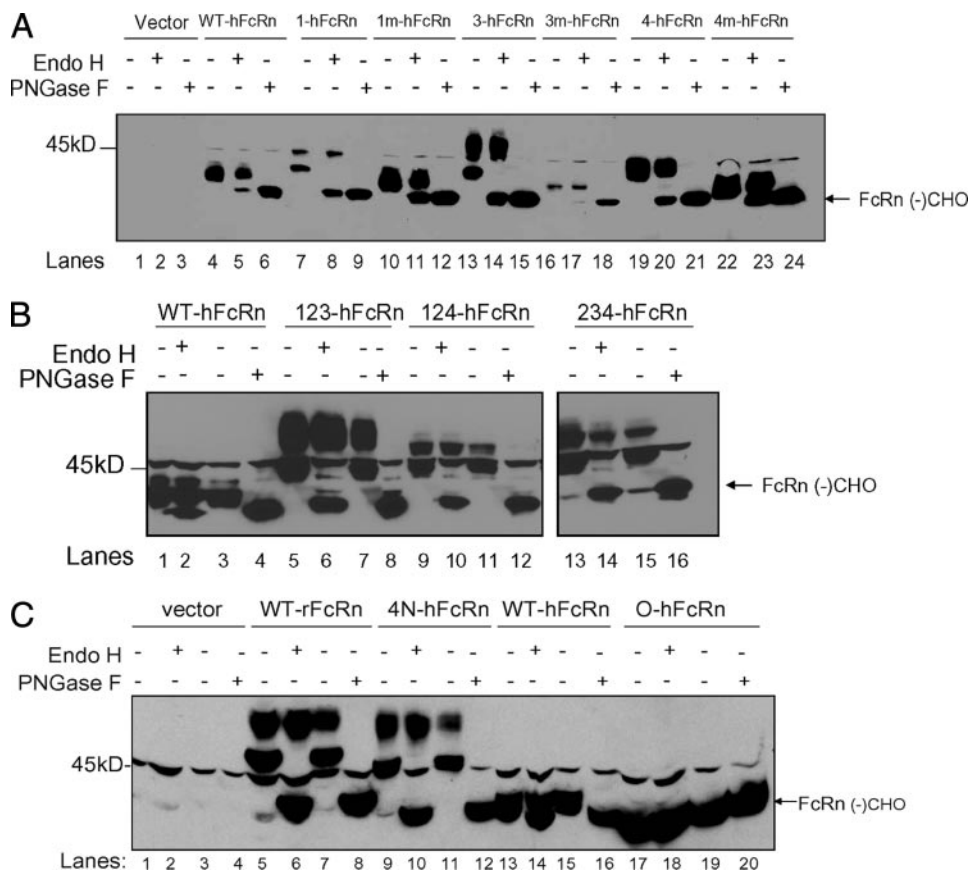 A
Vector WT-hFcRn 1-hFcRn 1m-hFcRn 3-hFcRn 3m-hFcRn 4-hFcRn 4m-hFcRn
Endo H - + - - + - - + - - + - - + - - + - - + - - + -
PNGase F - - + - - + - - + - - + - - + - - + - - + - - +
45kD
FcRn (-)CHO
Lanes 1 2 3 4 5 6 7 8 9 10 11 12 13 14 15 16 17 18 19 20 21 22 23 24
B
WT-hFcRn 123-hFcRn 124-hFcRn 234-hFcRn
Endo H - + - - - + - - - + - - - + - -
PNGase F - - - + - - - + - - - + - - - +
45kD
FcRn (-)CHO
Lanes 1 2 3 4 5 6 7 8 9 10 11 12 13 14 15 16
C
vector WT-rFcRn 4N-hFcRn WT-hFcRn O-hFcRn
Endo H - + - - - + - - - + - - - + - - - + - -
PNGase F - - - + - - - + - - - + - - - + - - - +
45kD-
FcRn (-)CHO
Lanes: 1 2 3 4 5 6 7 8 9 10 11 12 13 14 15 16 17 18 19 20